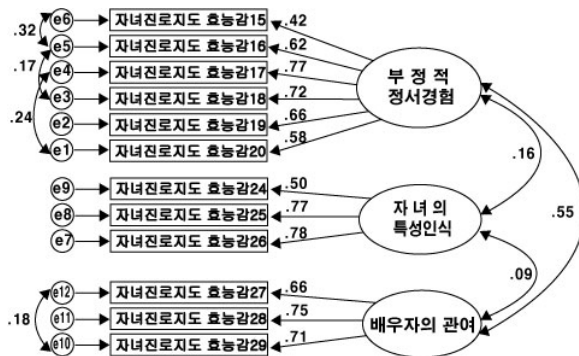 e6 자녀진로지도 효능감15 .42
.32
e5 자녀진로지도 효능감16 .62
.17
e4 자녀진로지도 효능감17 .77
e3 자녀진로지도 효능감18 .72
.24
e2 자녀진로지도 효능감19 .66
e1 자녀진로지도 효능감20 .58
부 정 적
정서경험
.16
.55
e9 자녀진로지도 효능감24 .50
e8 자녀진로지도 효능감25 .77
e7 자녀진로지도 효능감26 .78
자 녀 의
특성인식
.09
e12 자녀진로지도 효능감27 .66
.18
e11 자녀진로지도 효능감28 .75
e10 자녀진로지도 효능감29 .71
배우자의 관여